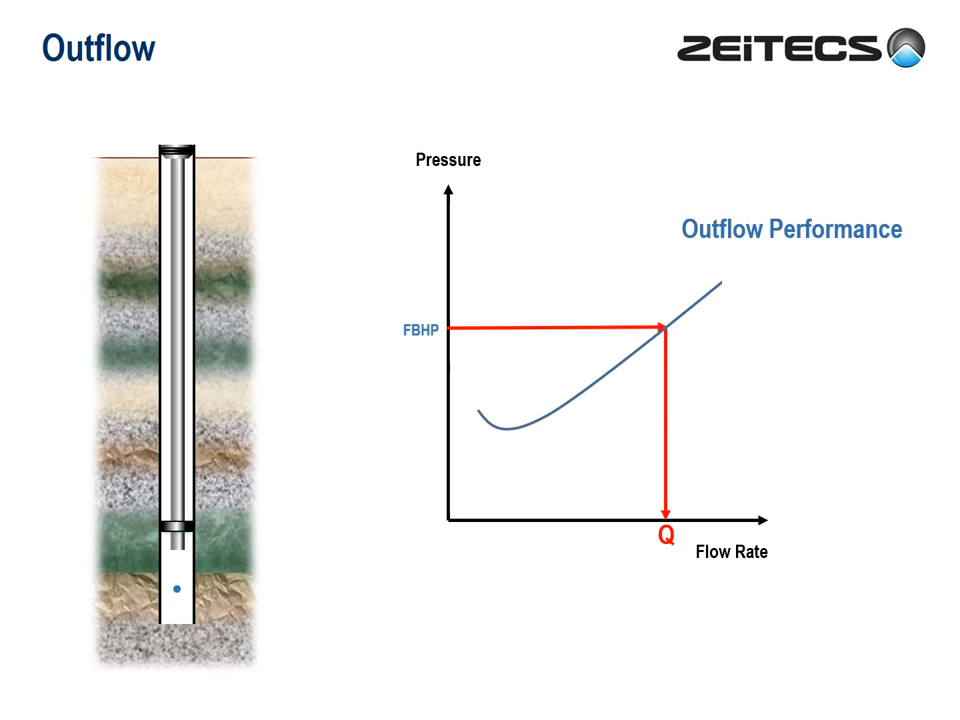 Outflow
ZEiTECS
Pressure
Outflow Performance
FBHP
Q
Flow Rate